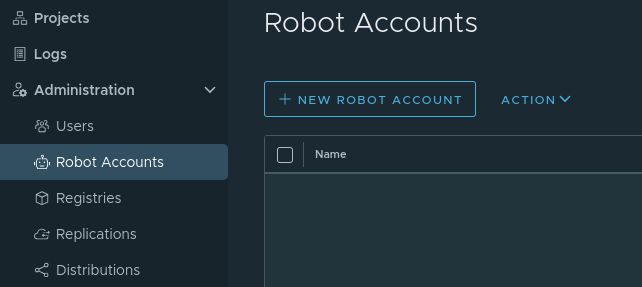 Projects
Logs
Administration
Users
Robot Accounts
Registries
Replications
Distributions
Robot Accounts
NEW ROBOT ACCOUNT
ACTION
Name